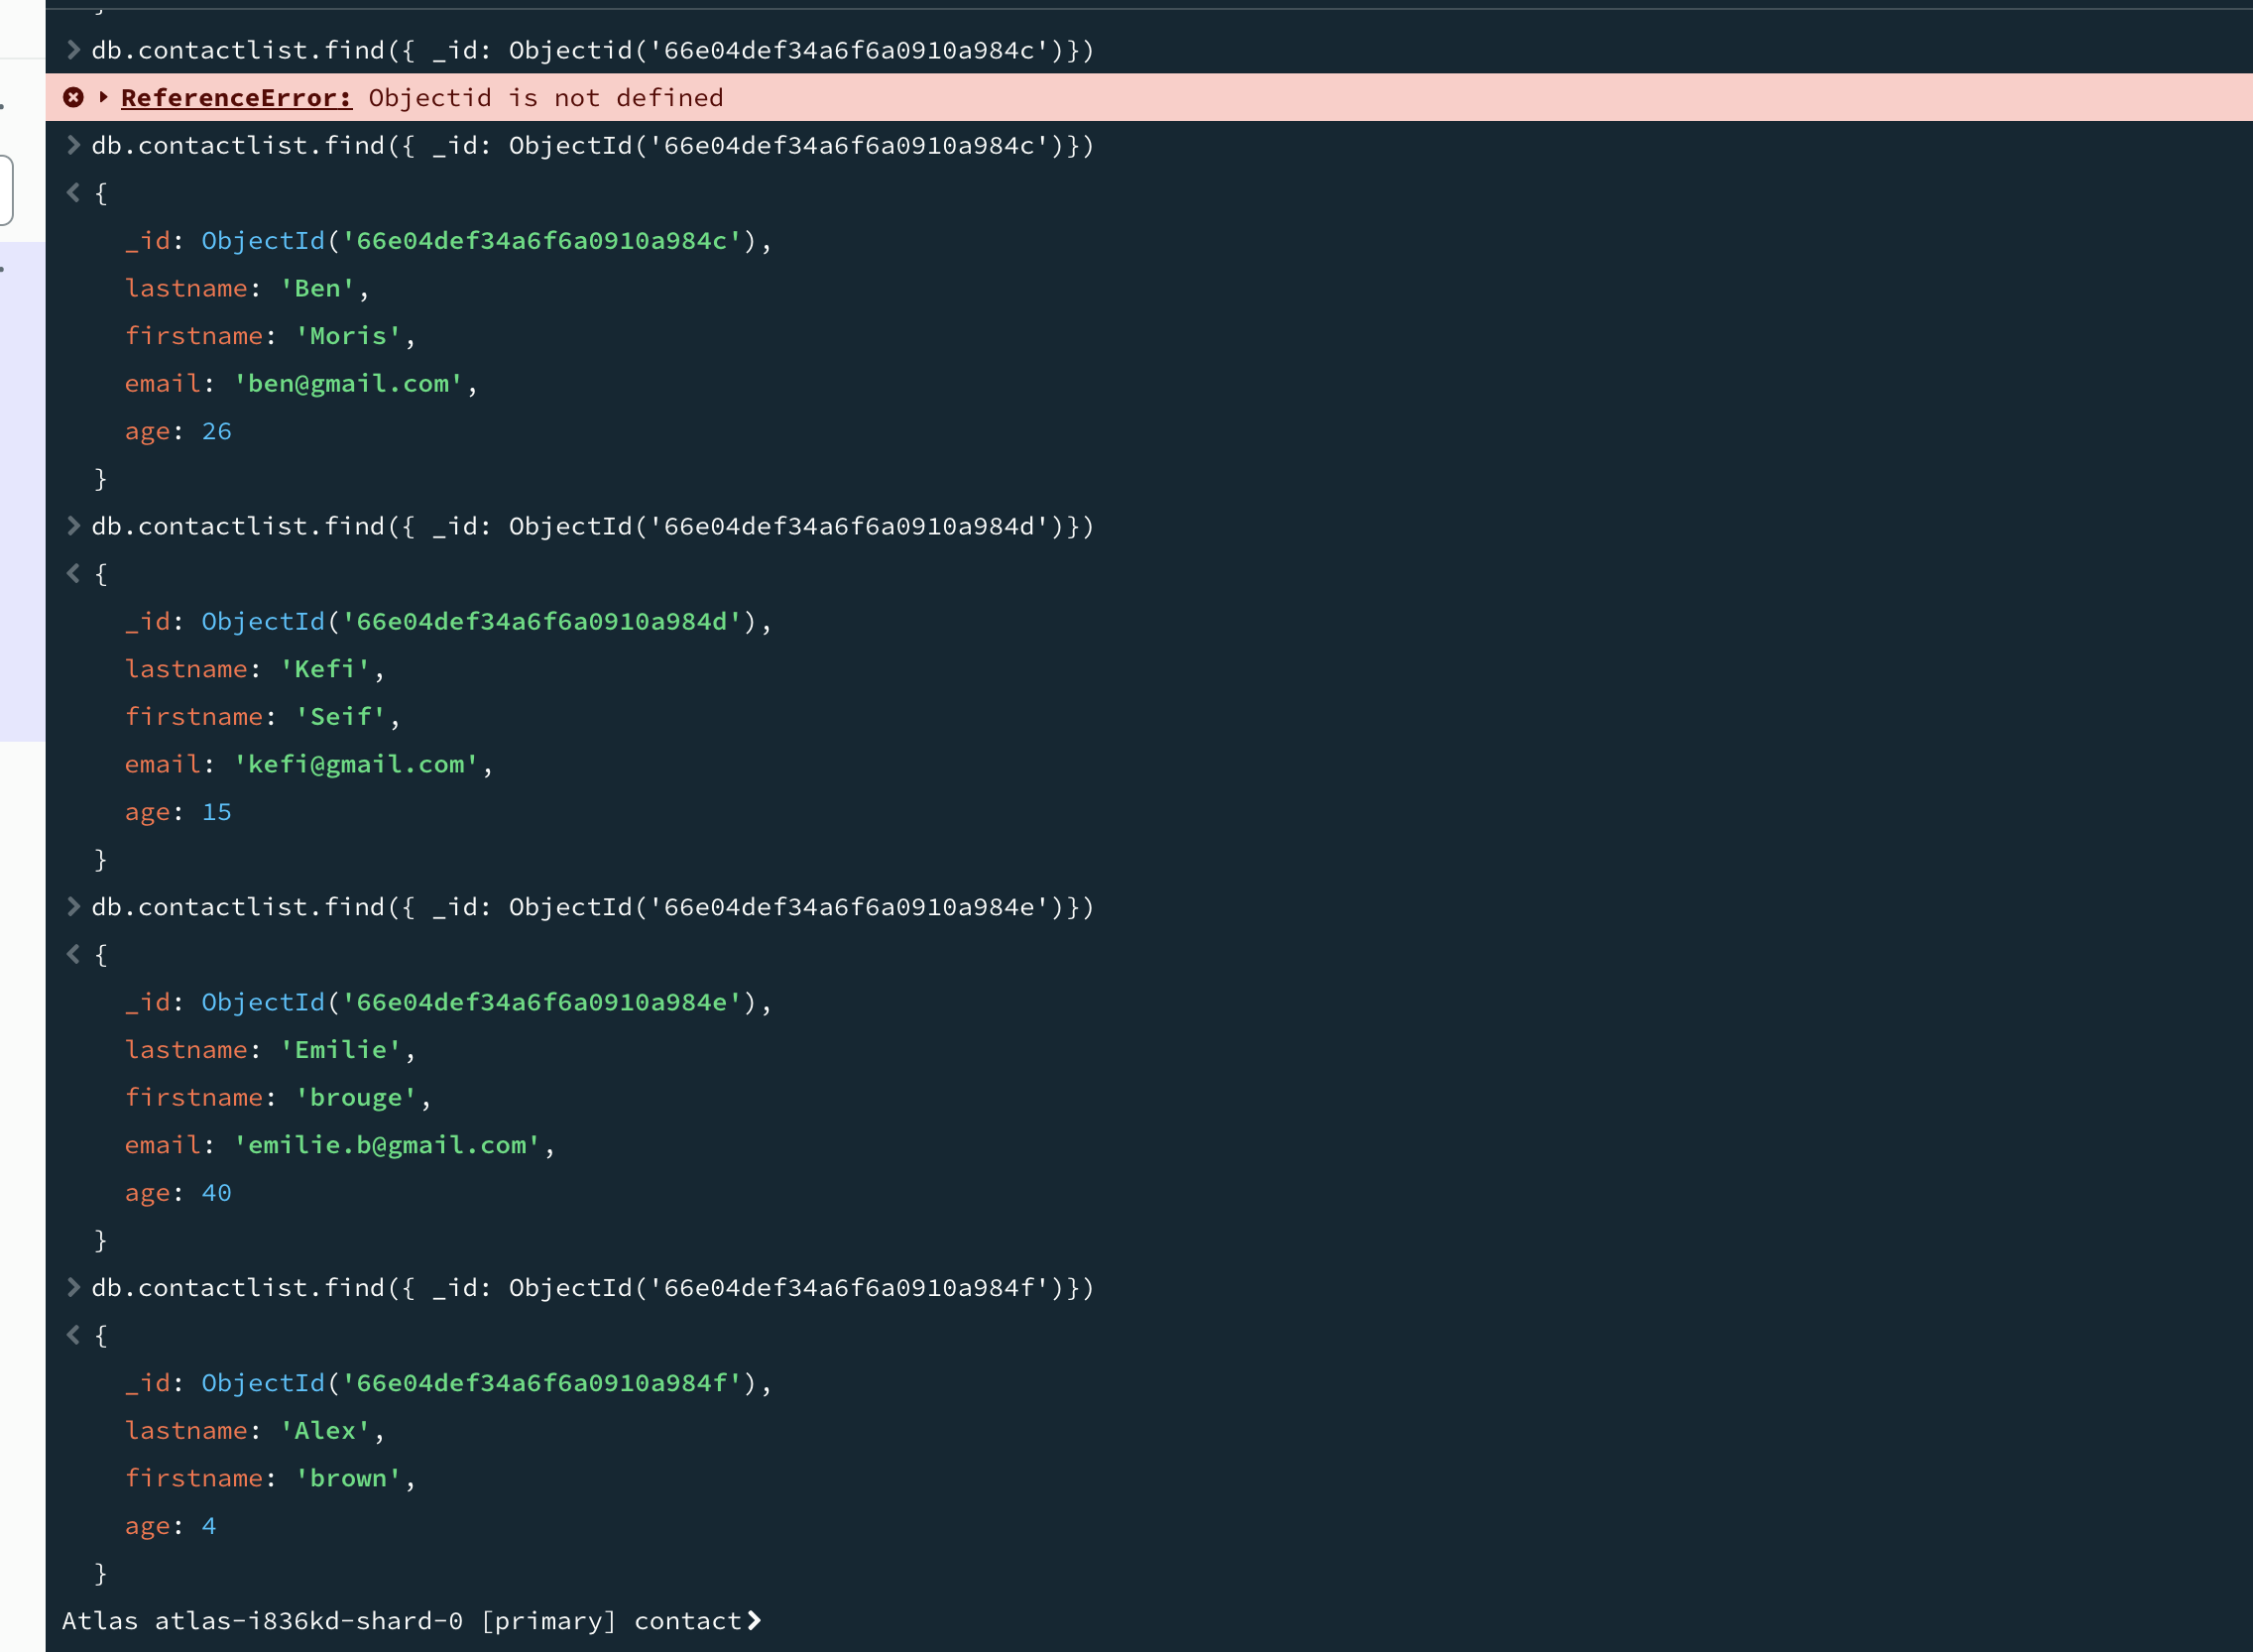 }
db.contactlist.find({ _id: Objectid('66e04def34a6f6a0910a984c')})
ReferenceError: Objectid is not defined
db.contactlist.find({ _id: ObjectId('66e04def34a6f6a0910a984c')})
{
_id: ObjectId('66e04def34a6f6a0910a984c'),
lastname: 'Ben',
firstname: 'Moris',
email: 'ben@gmail.com',
age: 26
}
db.contactlist.find({ _id: ObjectId('66e04def34a6f6a0910a984d')})
{
_id: ObjectId('66e04def34a6f6a0910a984d'),
lastname: 'Kefi',
firstname: 'Seif',
email: 'kefi@gmail.com',
age: 15
}
db.contactlist.find({ _id: ObjectId('66e04def34a6f6a0910a984e')})
{
_id: ObjectId('66e04def34a6f6a0910a984e'),
lastname: 'Emilie',
firstname: 'brouge',
email: 'emilie.b@gmail.com',
age: 40
}
db.contactlist.find({ _id: ObjectId('66e04def34a6f6a0910a984f')})
{
_id: ObjectId('66e04def34a6f6a0910a984f'),
lastname: 'Alex',
firstname: 'brown',
age: 4
}
Atlas atlas-i836kd-shard-0 [primary] contact>